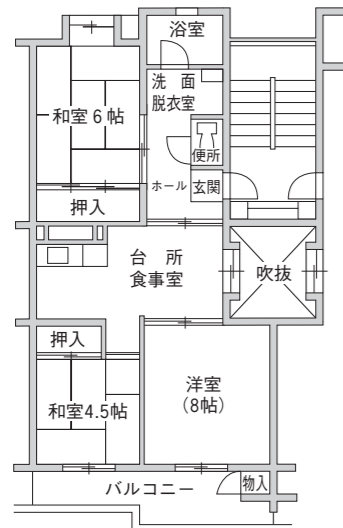 浴室
洗 面
脱衣室
和室 6 帖
便所
ホール 玄関
押入
台 所
食事室
吹抜
押入
洋室
(8帖)
和室4.5帖
物入
バルコニー